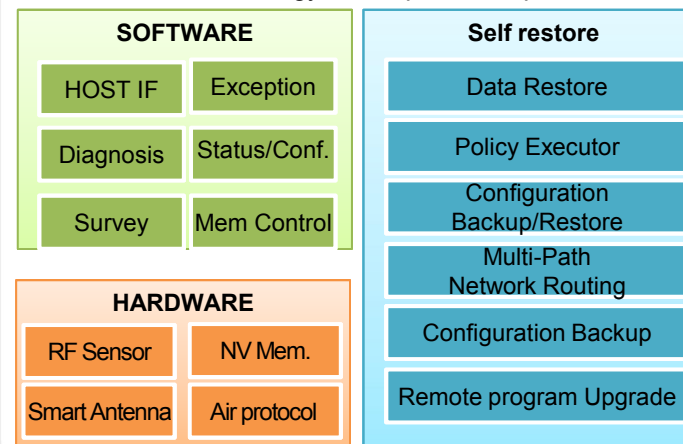 SOFTWARE
HOST IF
Exception
Diagnosis
Status/Conf.
Survey
Mem Control
HARDWARE
RF Sensor
NV Mem.
Smart Antenna
Air protocol
Self restore
Data Restore
Policy Executor
Configuration
Backup/Restore
Multi-Path
Network Routing
Configuration Backup
Remote program Upgrade